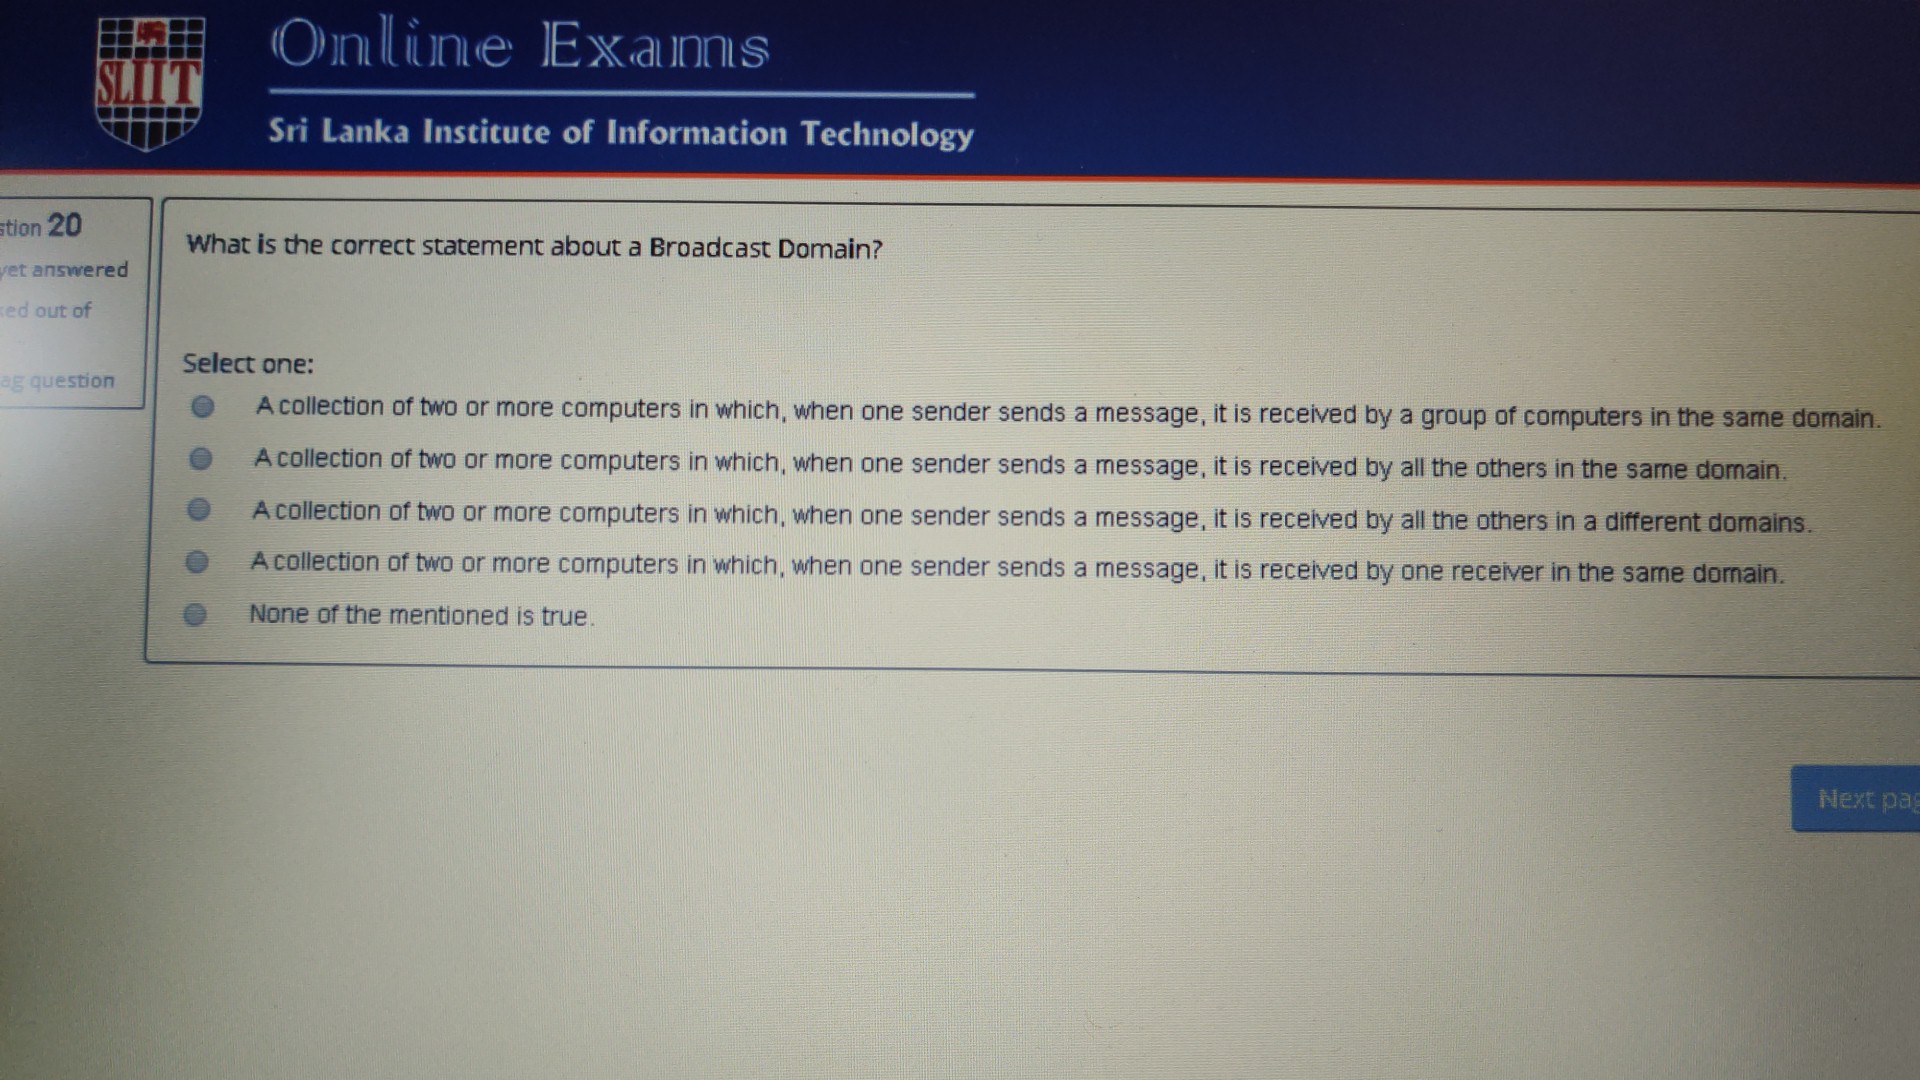 SLIIT
Online Exams
Sri Lanka Institute of Information Technology
stion 20
yet answered
ked out of
ag question
What is the correct statement about a Broadcast Domain?
Select one:
A collection of two or more computers in which, when one sender sends a message, it is received by a group of computers in the same domain.
A collection of two or more computers in which, when one sender sends a message, it is received by all the others in the same domain.
A collection of two or more computers in which, when one sender sends a message, it is received by all the others in a different domains.
A collection of two or more computers in which, when one sender sends a message, it is received by one receiver in the same domain.
None of the mentioned is true.
Next pag